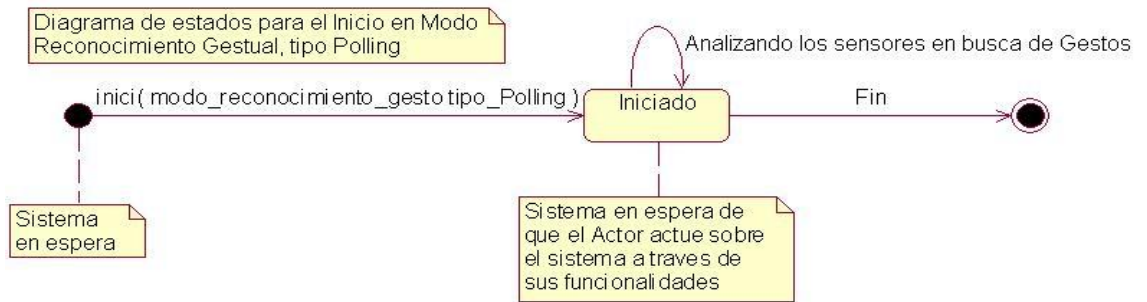 Diagrama de estados para el Inicio en Modo
Reconocimiento Gestual, tipo Polling
Analizando los sensores en busca de Gestos
inici( modo_reconocimiento_gesto tipo_Polling )
Iniciado
Fin
Sistema
en espera
Sistema en espera de
que el Actor actue sobre
el sistema a traves de
sus funcionalidades